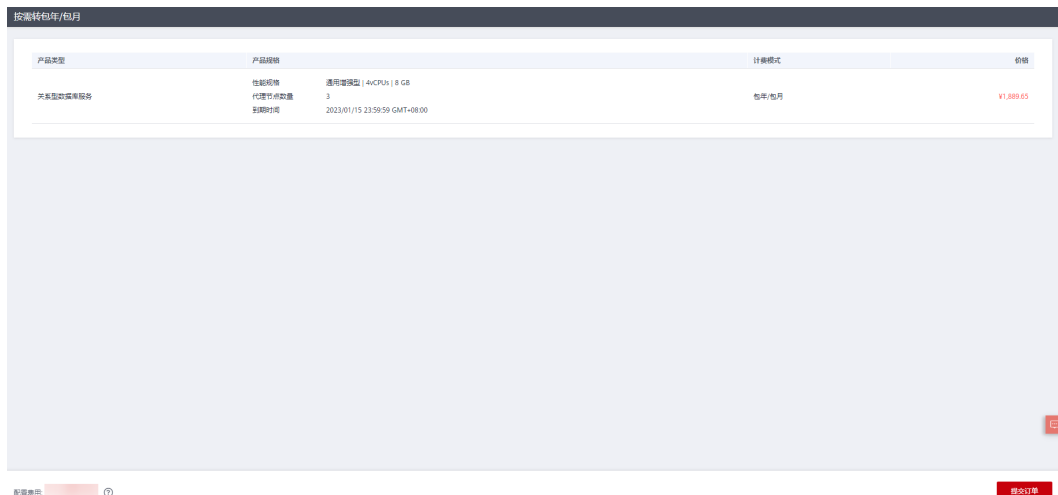 按需转包年/包月
产品类型 产品规格 计费模式 价格
性能规格 通用增强型 | 4vCPUs | 8 GB
关系型数据库服务 代理节点数量 3 包年/包月 ¥1,889.65
到期时间 2023/01/15 23:59:59 GMT+08:00
配置费用
提交订单